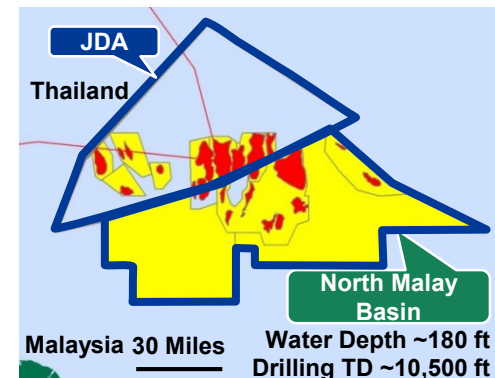 JDA
Thailand
North Malay
Basin
Malaysia 30 Miles
Water Depth ~180 ft
Drilling TD ~10,500 ft